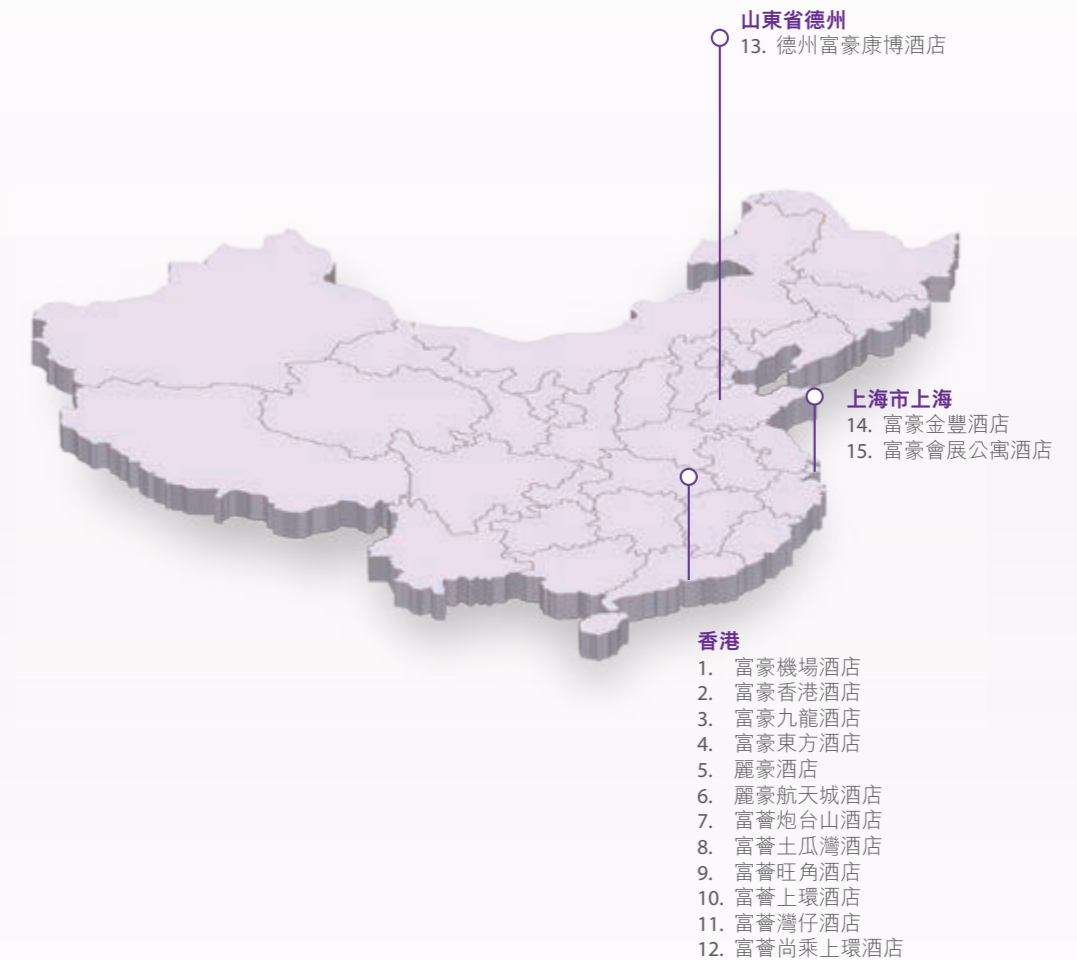 山東省德州
13. 德州富豪康博酒店
上海市上海
14. 富豪金豐酒店
15. 富豪會展公寓酒店
香港
1. 富豪機場酒店
2. 富豪香港酒店
3. 富豪九龍酒店
4. 富豪東方酒店
5. 麗豪酒店
6. 麗豪航天城酒店
7. 富薈炮台山酒店
8. 富薈土瓜灣酒店
9. 富薈旺角酒店
10. 富薈上環酒店
11. 富薈灣仔酒店
12. 富薈尚乘上環酒店